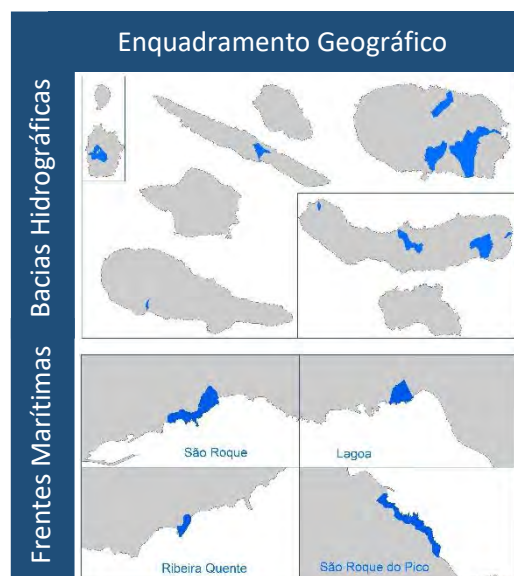 Enquadramento Geográfico
Bacias Hidrográficas
Frentes Marítimas
São Roque
Lagoa
Ribeira Quente
São Roque do Pico